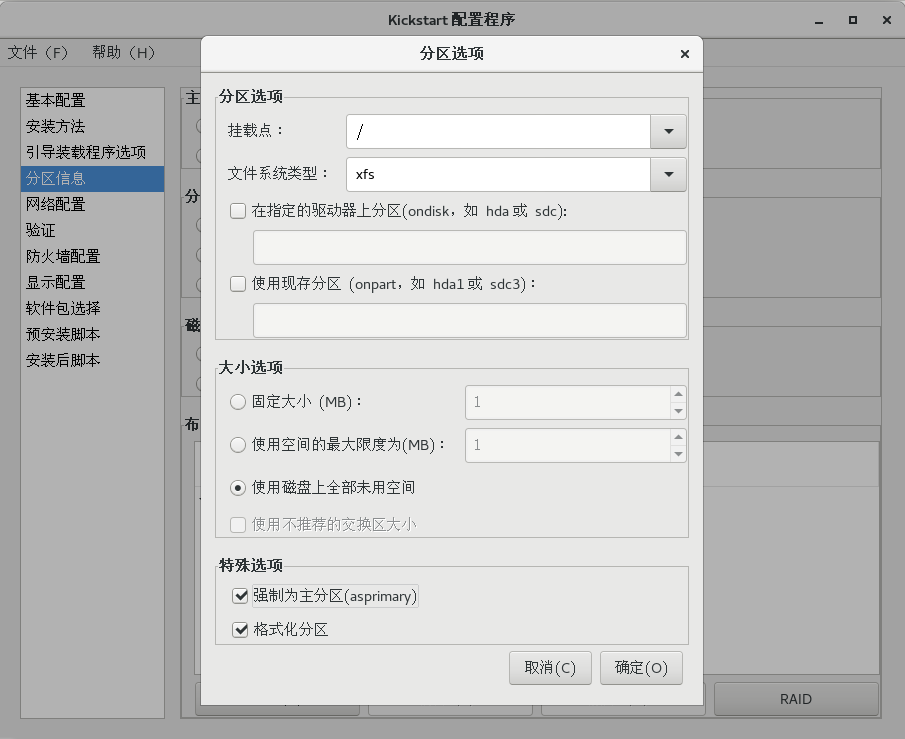 Kickstart 配置程序
文件（F） 帮助（H）
分区选项
基本配置
安装方法
引导装载程序选项
分区信息
网络配置
验证
防火墙配置
显示配置
软件包选择
预安装脚本
安装后脚本
主
分
磁
布
分区选项
挂载点：
/
文件系统类型：
xfs
在指定的驱动器上分区(ondisk，如 hda 或 sdc):
使用现存分区 (onpart，如 hda1 或 sdc3)：
大小选项
固定大小 (MB)：
1
使用空间的最大限度为(MB)：
1
使用磁盘上全部未用空间
使用不推荐的交换区大小
特殊选项
强制为主分区(asprimary)
格式化分区
取消(C)
确定(O)
RAID